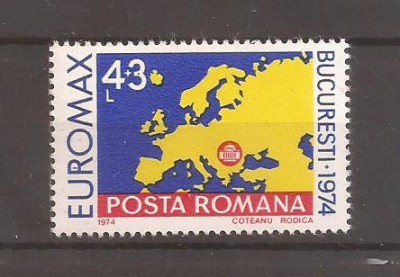 EUROMAX
4+3
L
BUCURESTI·1974
POSTA ROMANA
1974 COTEANU RODICA